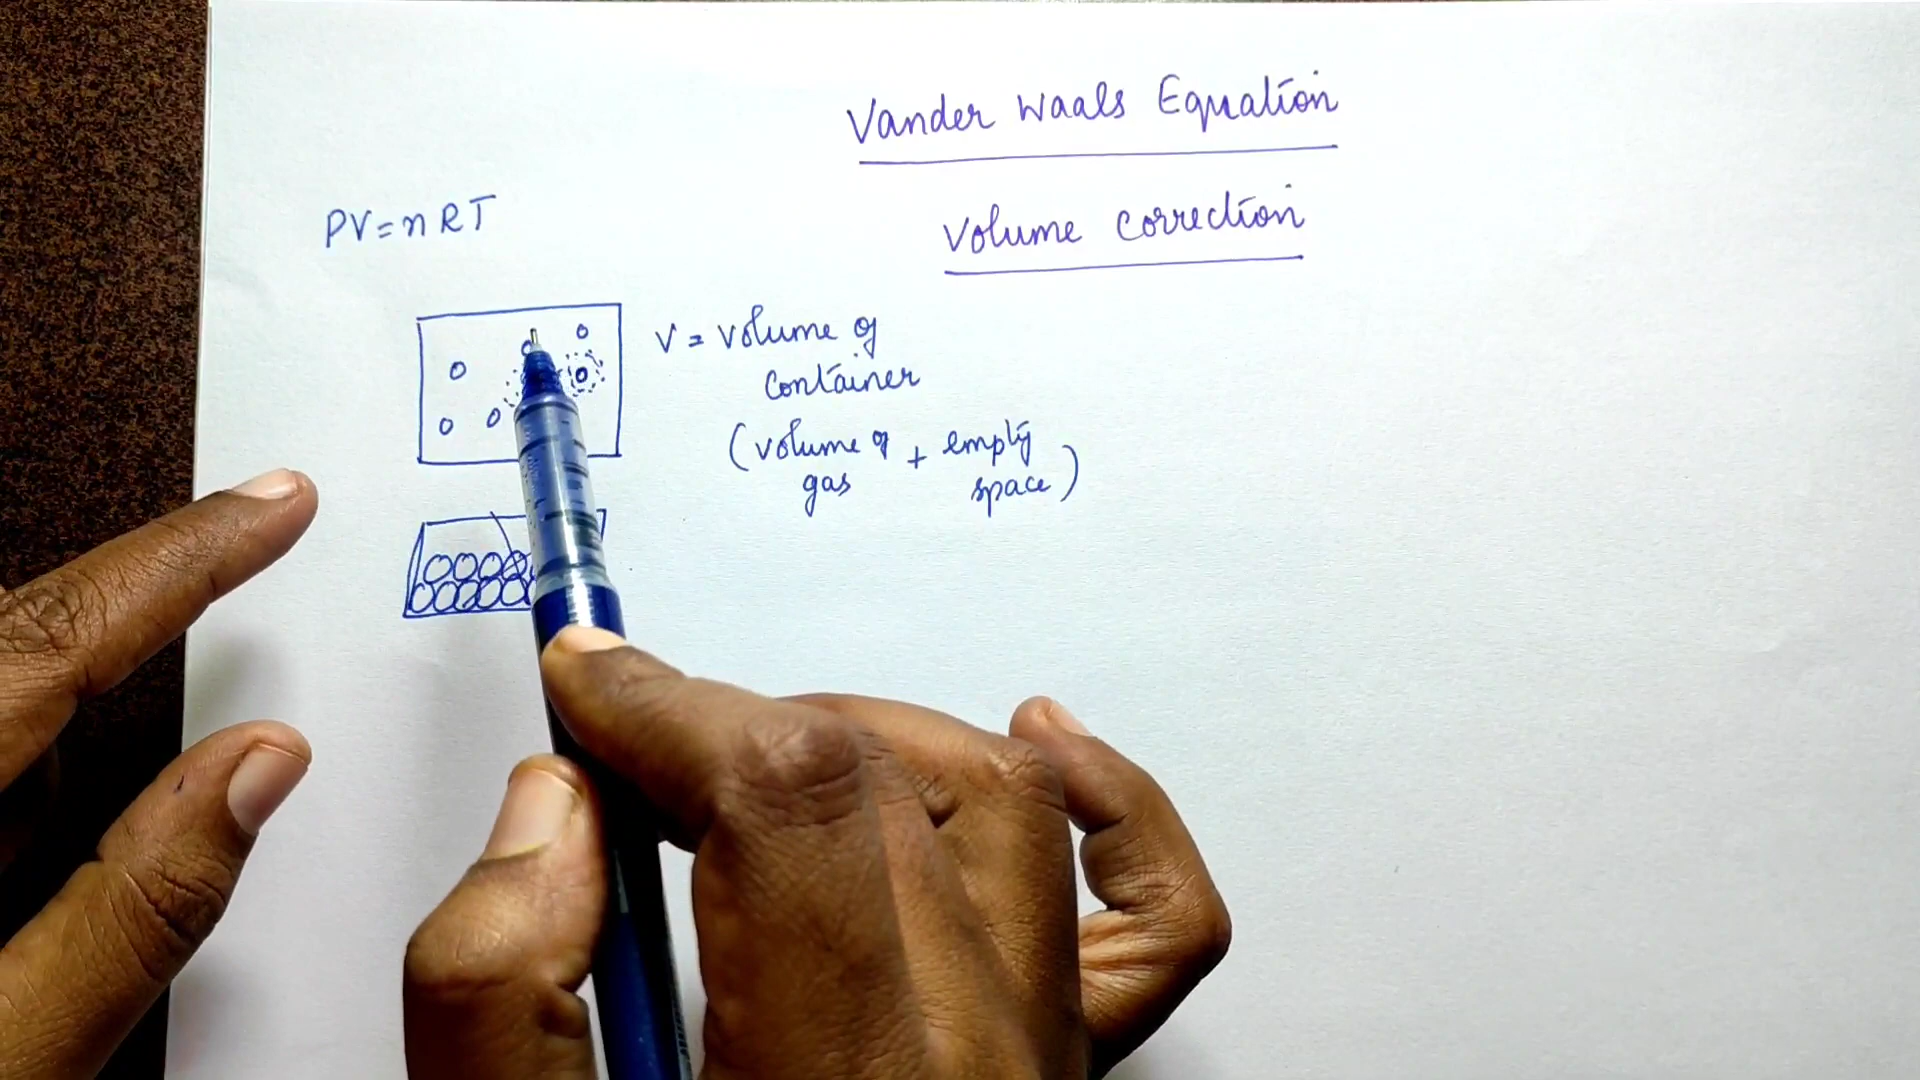 Vander Waals Equation
Volume correction
PV = nRT
V = Volume of
container
(volume of + empty
gas space)